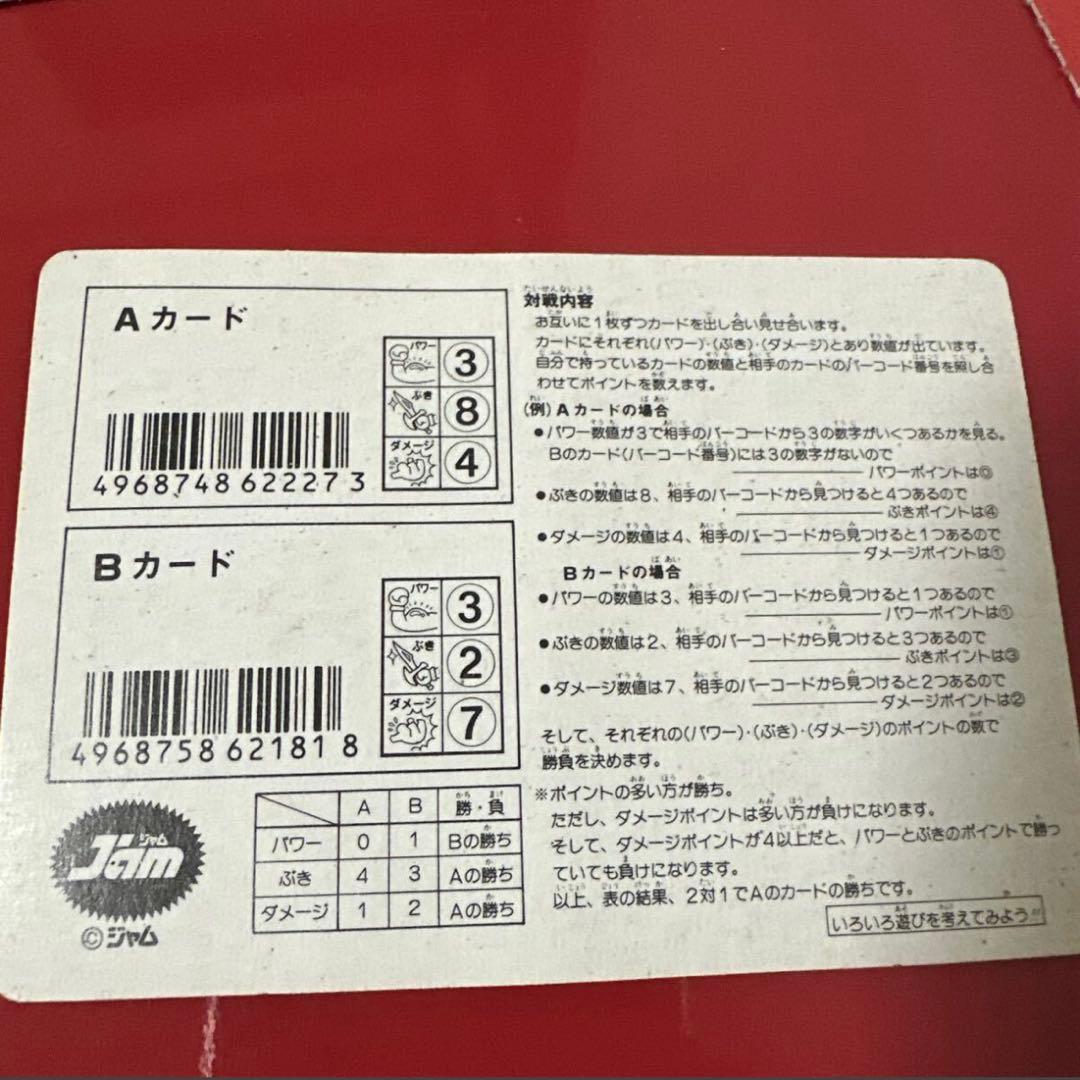 Aカード
パワー 3
ぶき 8
ダメージ 4
4968748622273
Bカード
パワー 3
ぶき 2
ダメージ 7
4968758621818
A B 勝・負
パワー 0 1 Bの勝ち
ぶき 4 3 Aの勝ち
ダメージ 1 2 Aの勝ち
ジャム
Jam
©ジャム
対戦内容
お互いに1枚ずつカードを出し合い見せ合います。
カードにそれぞれ(パワー)・(ぶき)・(ダメージ)とあり数値が出ています。
自分で持っているカードの数値と相手のカードのバーコード番号を照し合
わせてポイントを数えます。
(例)Aカードの場合
●パワー数値が3で相手のバーコードから3の数字がいくつあるかを見る。
Bのカード(バーコード番号)には3の数字がないので
パワーポイントは⓪
●ぶきの数値は8、相手のバーコードから見つけると4つあるので
ぶきポイントは④
●ダメージの数値は4、相手のバーコードから見つけると1つあるので
ダメージポイントは①
Bカードの場合
●パワーの数値は3、相手のバーコードから見つけると1つあるので
パワーポイントは①
●ぶきの数値は2、相手のバーコードから見つけると3つあるので
ぶきポイントは③
●ダメージ数値は7、相手のバーコードから見つけると2つあるので
ダメージポイントは②
そして、それぞれの(パワー)・(ぶき)・(ダメージ)のポイントの数で
勝負を決めます。
※ポイントの多い方が勝ち。
ただし、ダメージポイントは多い方が負けになります。
そして、ダメージポイントが4以上だと、パワーとぶきのポイントで勝っ
ていても負けになります。
以上、表の結果、2対1でAのカードの勝ちです。
いろいろ遊びを考えてみよう!!